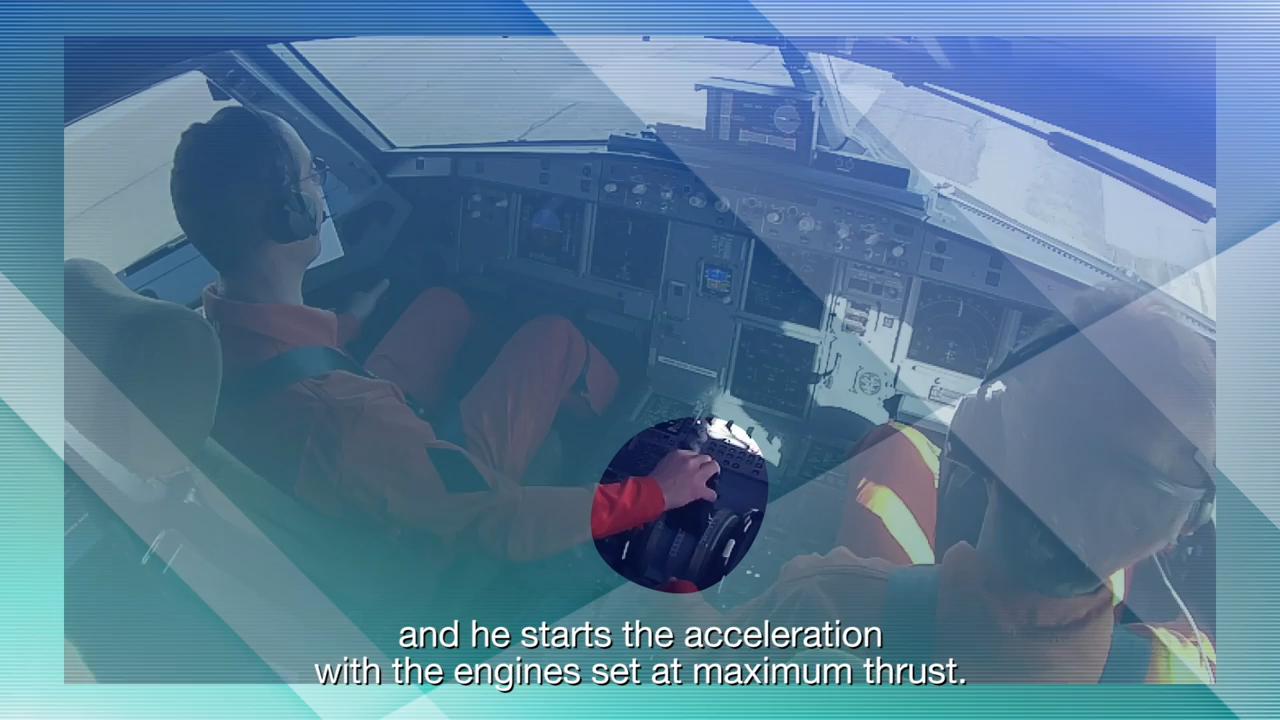 and he starts the acceleration
with the engines set at maximum thrust.